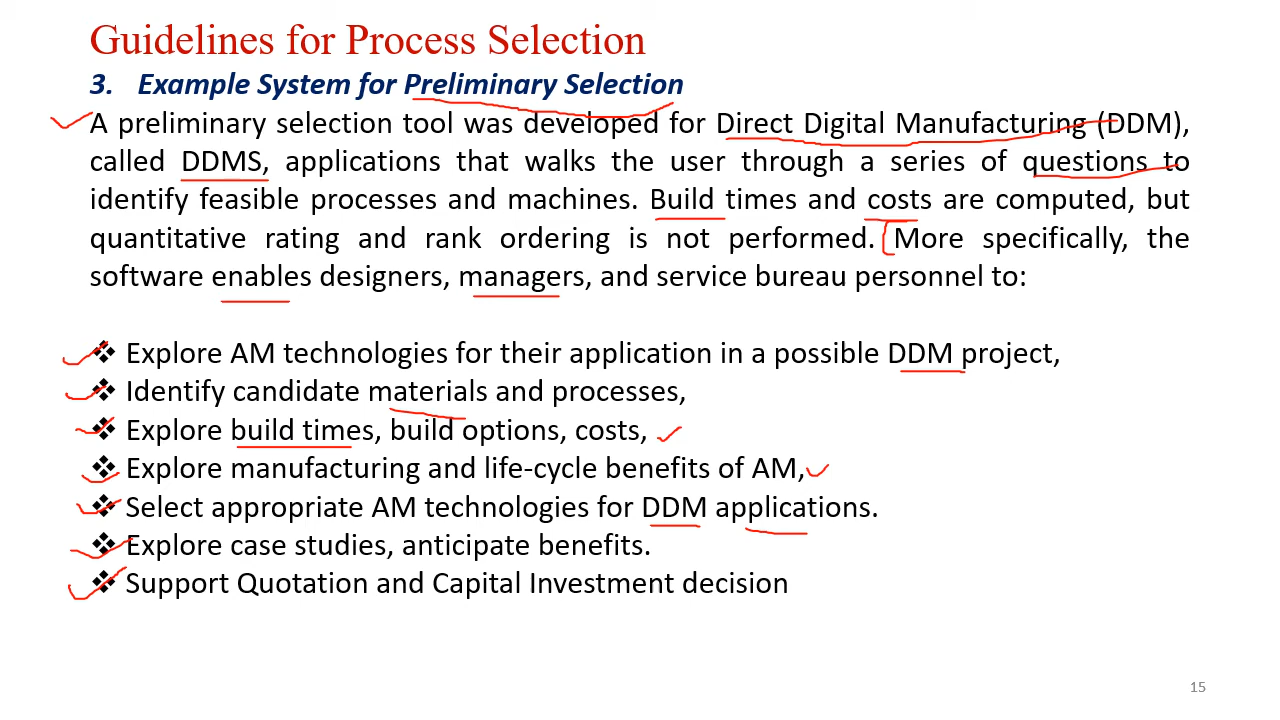 Guidelines for Process Selection
3. Example System for Preliminary Selection
A preliminary selection tool was developed for Direct Digital Manufacturing (DDM),
called DDMS, applications that walks the user through a series of questions to
identify feasible processes and machines. Build times and costs are computed, but
quantitative rating and rank ordering is not performed. More specifically, the
software enables designers, managers, and service bureau personnel to:
❖ Explore AM technologies for their application in a possible DDM project,
❖ Identify candidate materials and processes,
❖ Explore build times, build options, costs,
❖ Explore manufacturing and life-cycle benefits of AM,
❖ Select appropriate AM technologies for DDM applications.
❖ Explore case studies, anticipate benefits.
❖ Support Quotation and Capital Investment decision
15